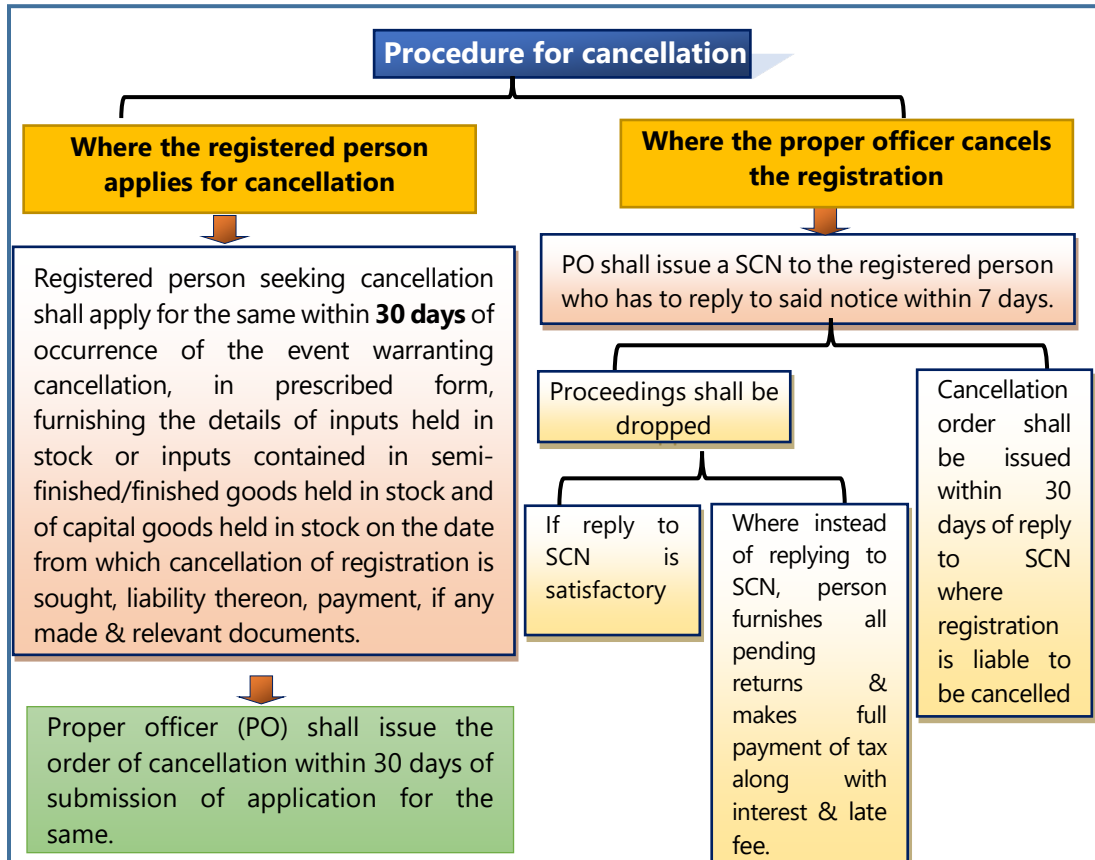 Procedure for cancellation
Where the registered person
applies for cancellation
Registered person seeking cancellation
shall apply for the same within 30 days of
occurrence of the event warranting
cancellation, in prescribed form,
furnishing the details of inputs held in
stock or inputs contained in semi-
finished/finished goods held in stock and
of capital goods held in stock on the date
from which cancellation of registration is
sought, liability thereon, payment, if any
made & relevant documents.
Proper officer (PO) shall issue the
order of cancellation within 30 days of
submission of application for the
same.
Where the proper officer cancels
the registration
PO shall issue a SCN to the registered person
who has to reply to said notice within 7 days.
Proceedings shall be
dropped
If reply to
SCN is
satisfactory
Where instead
of replying to
SCN, person
furnishes all
pending
returns &
makes full
payment of tax
along with
interest & late
fee.
Cancellation
order shall
be issued
within 30
days of reply
to SCN
where
registration
is liable to
be cancelled